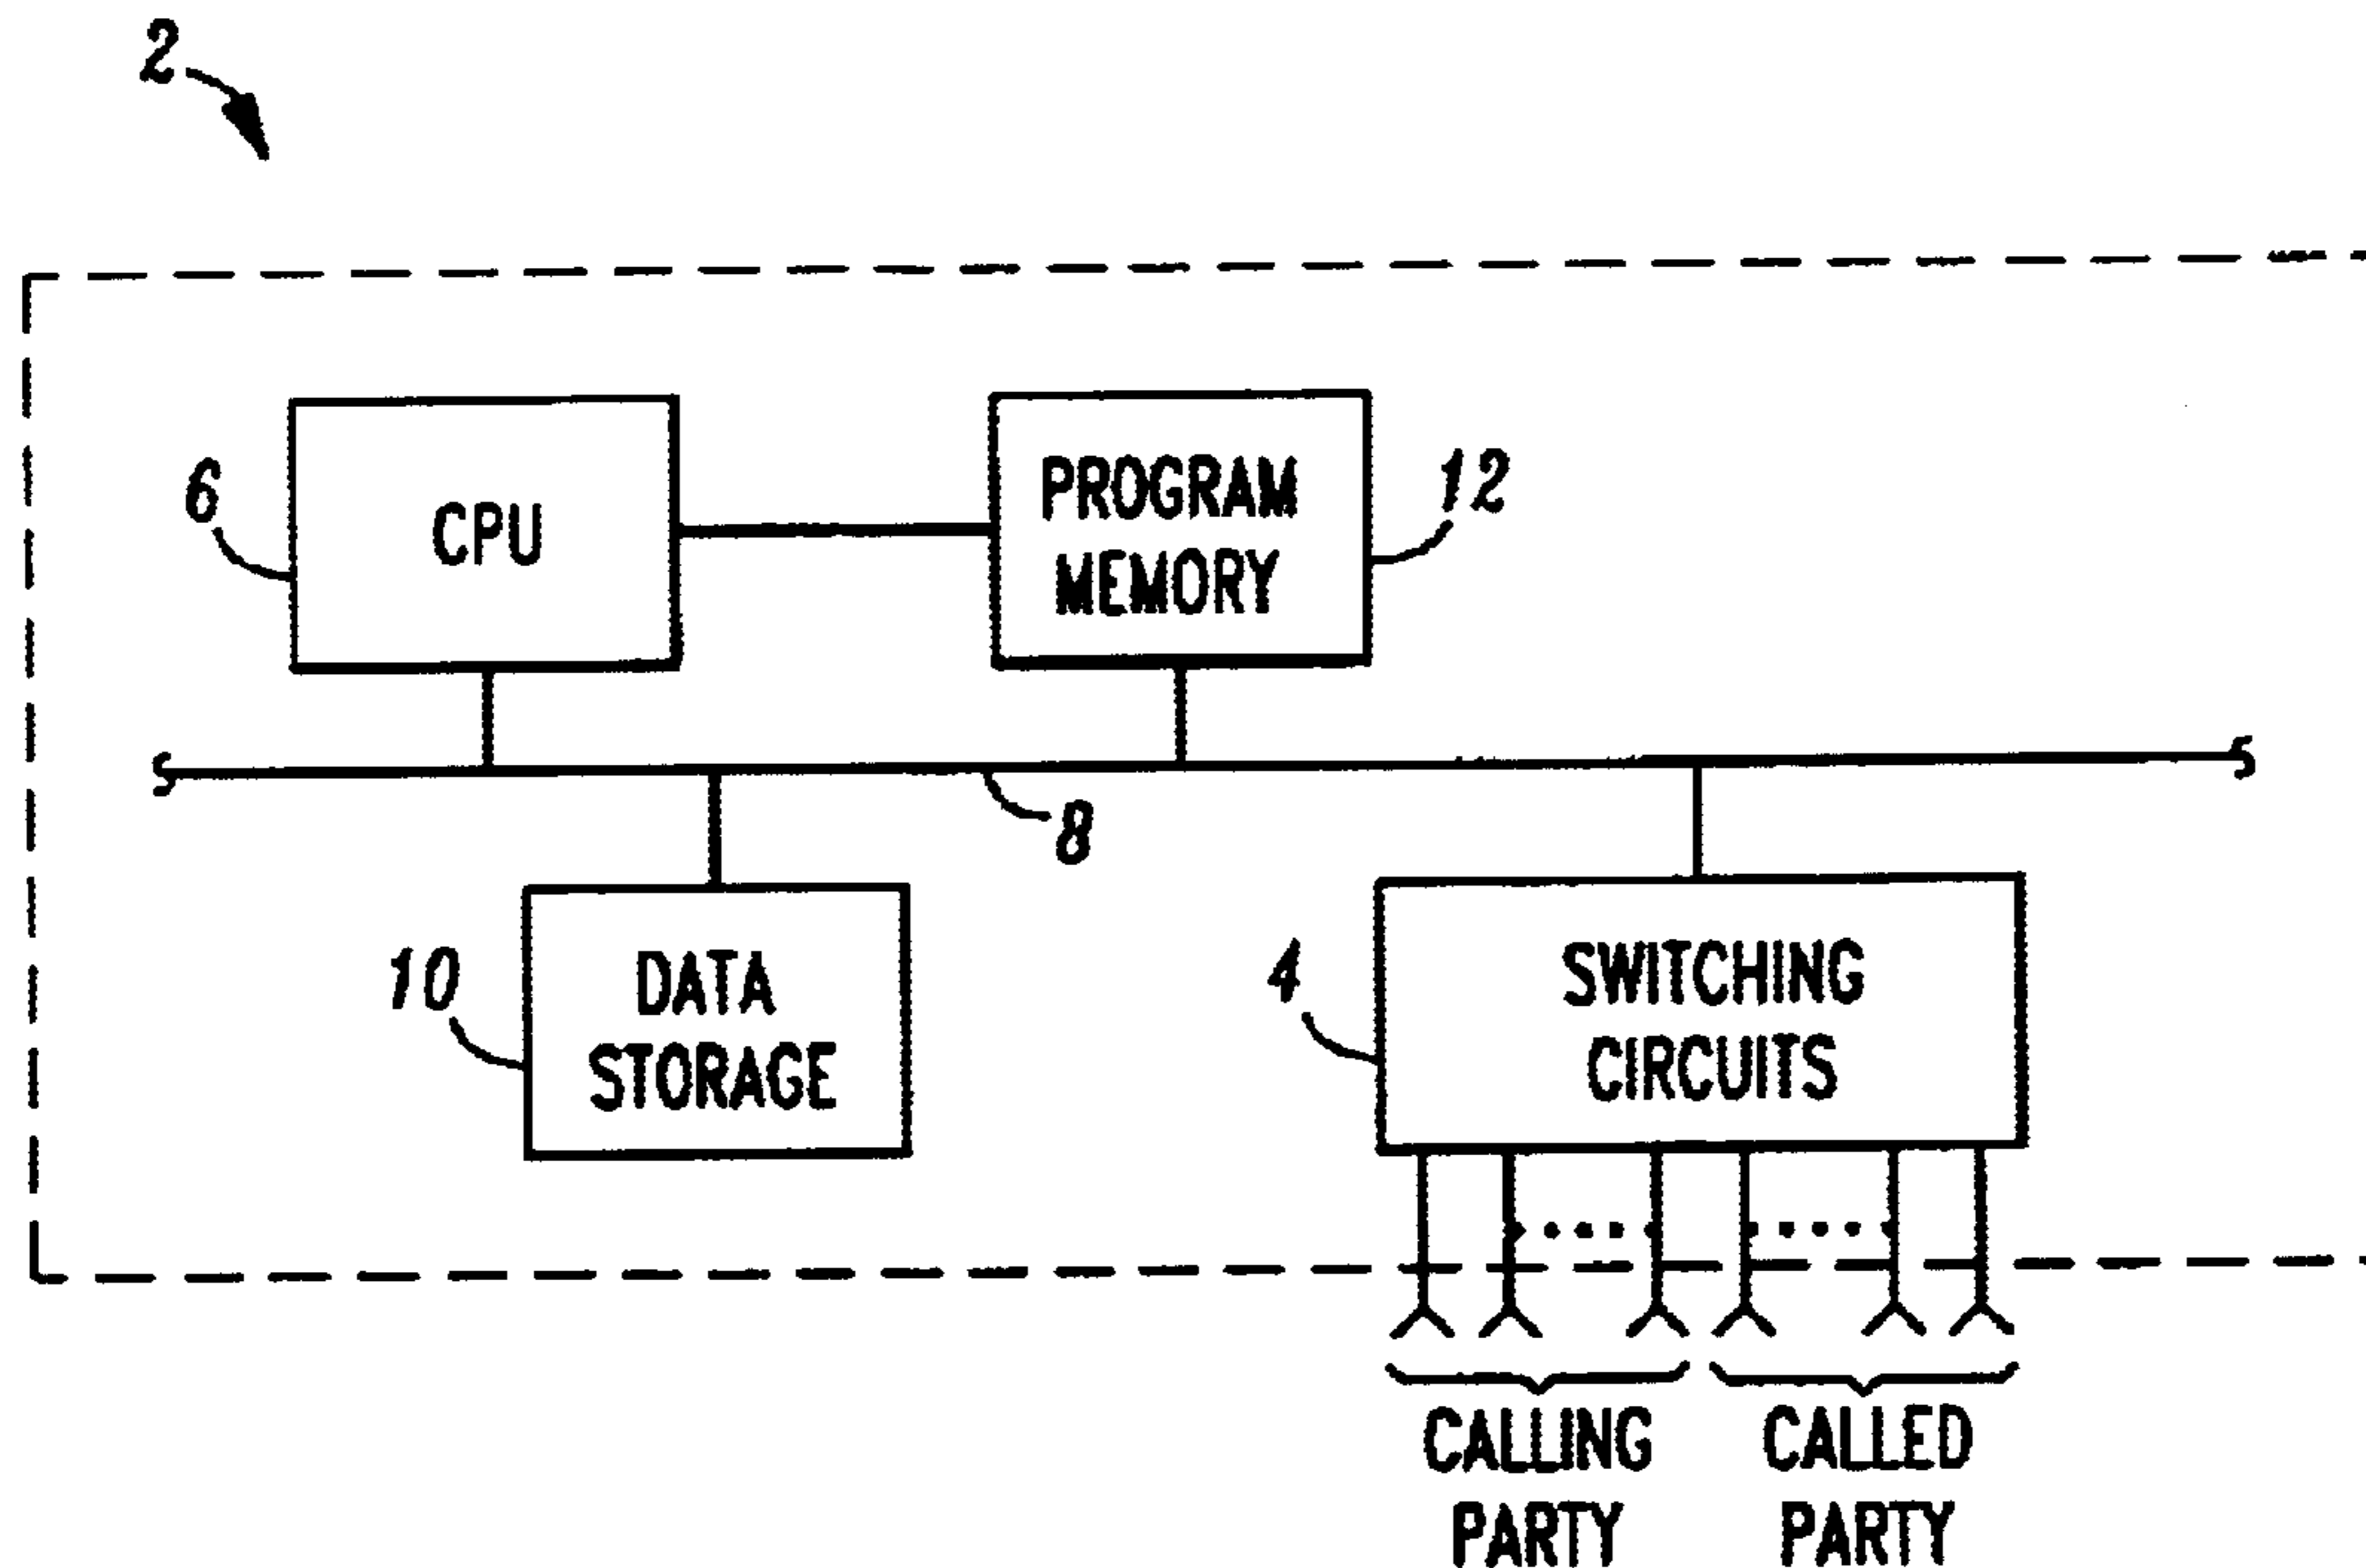 2
6
CPU
PROGRAM
MEMORY
12
8
10
DATA
STORAGE
4
SWITCHING
CIRCUITS
CALLING
PARTY
CALLED
PARTY